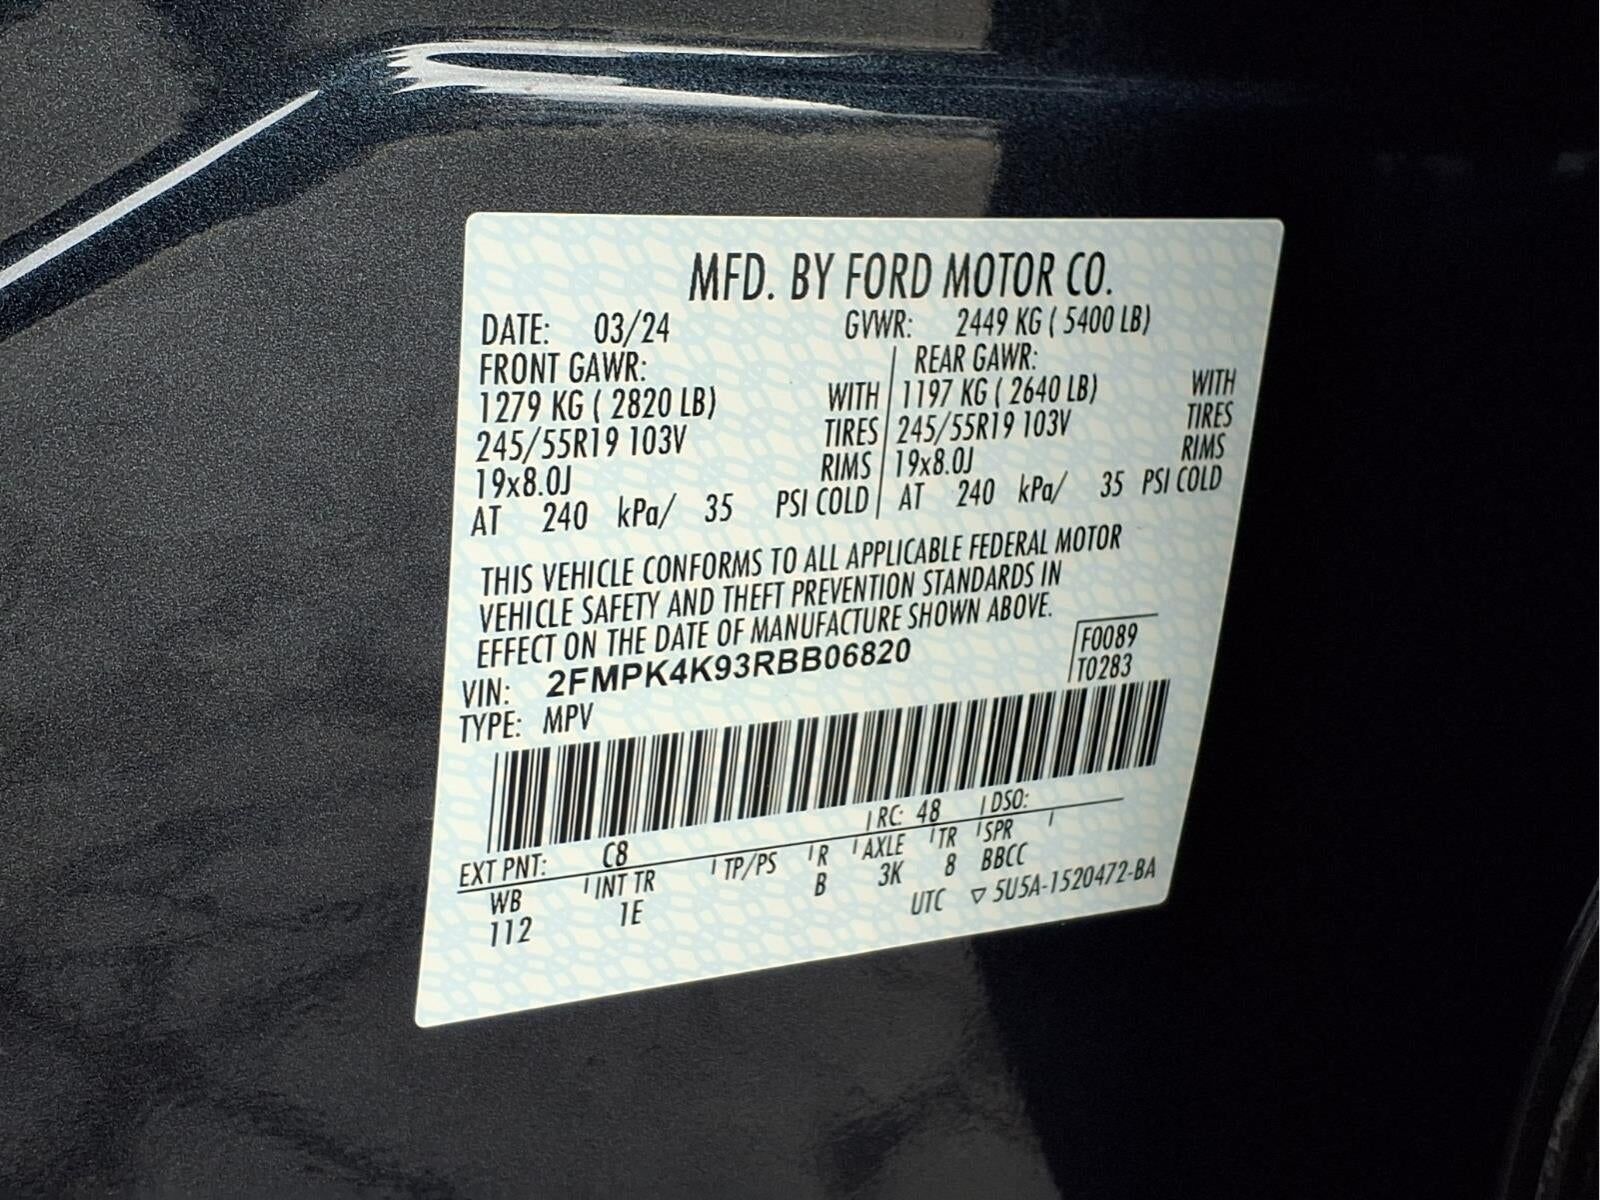 MFD. BY FORD MOTOR CO.
DATE: 03/24 GVWR: 2449 KG ( 5400 LB)
FRONT GAWR: REAR GAWR:
1279 KG ( 2820 LB) WITH 1197 KG ( 2640 LB) WITH
245/55R19 103V TIRES 245/55R19 103V TIRES
19x8.0J RIMS 19x8.0J RIMS
AT 240 kPa/ 35 PSI COLD AT 240 kPa/ 35 PSI COLD
THIS VEHICLE CONFORMS TO ALL APPLICABLE FEDERAL MOTOR
VEHICLE SAFETY AND THEFT PREVENTION STANDARDS IN
EFFECT ON THE DATE OF MANUFACTURE SHOWN ABOVE.
VIN: 2FMPK4K93RBB06820 F0089
TYPE: MPV T0283
EXT PNT: C8 RC: 48 DSO:
WB INT TR TP/PS R AXLE TR SPR
112 1E B 3K 8 BBCC
UTC ▽ 5U5A-1520472-BA